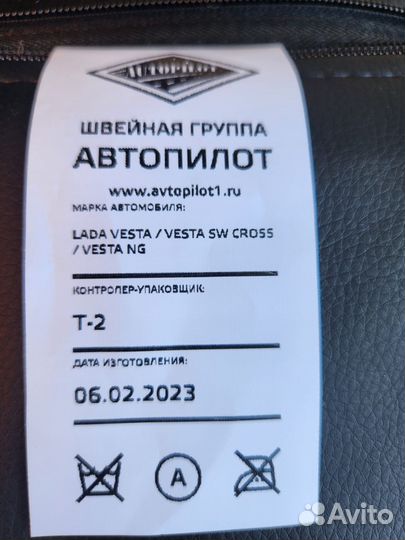 AUTOPILOT
ШВЕЙНАЯ ГРУППА
АВТОПИЛОТ
www.avtopilot1.ru
МАРКА АВТОМОБИЛЯ:
LADA VESTA / VESTA SW CROSS
/ VESTA NG
КОНТРОЛЕР-УПАКОВЩИК:
Т-2
ДАТА ИЗГОТОВЛЕНИЯ:
06.02.2023
A
Avito